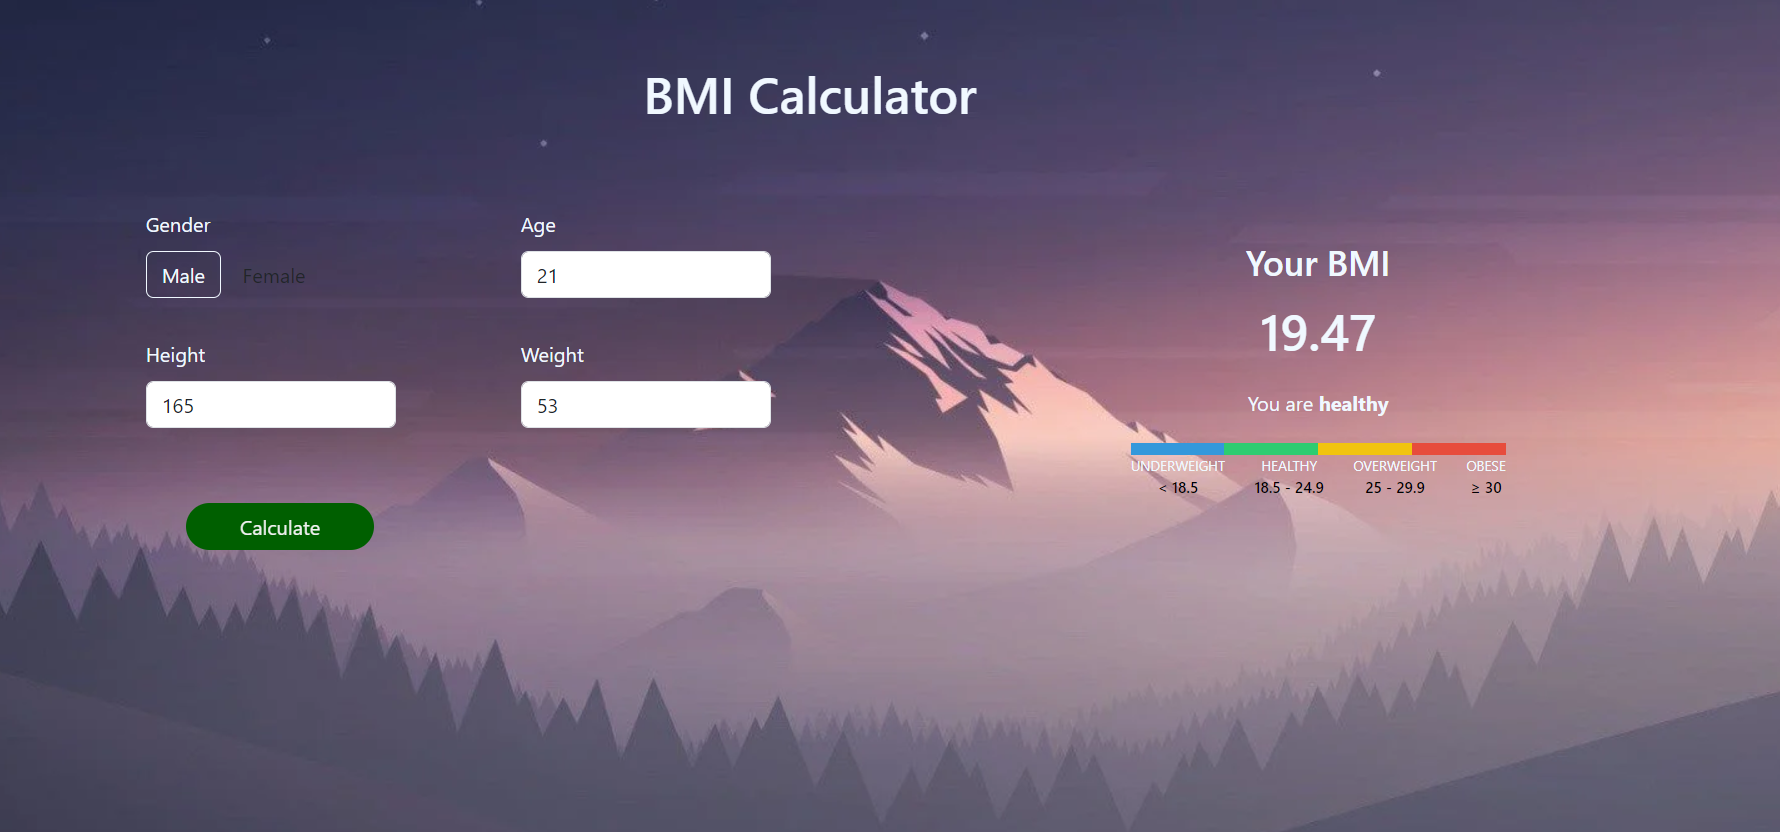 BMI Calculator
Gender
Male Female
Age
21
Height
165
Weight
53
Calculate
Your BMI
19.47
You are healthy
UNDERWEIGHT HEALTHY OVERWEIGHT OBESE
< 18.5 18.5 - 24.9 25 - 29.9 ≥ 30